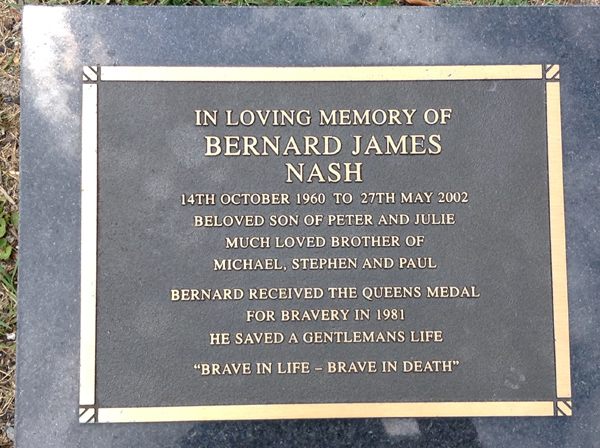 IN LOVING MEMORY OF
BERNARD JAMES
NASH
14TH OCTOBER 1960 TO 27TH MAY 2002
BELOVED SON OF PETER AND JULIE
MUCH LOVED BROTHER OF
MICHAEL, STEPHEN AND PAUL
BERNARD RECEIVED THE QUEENS MEDAL
FOR BRAVERY IN 1981
HE SAVED A GENTLEMANS LIFE
"BRAVE IN LIFE – BRAVE IN DEATH"